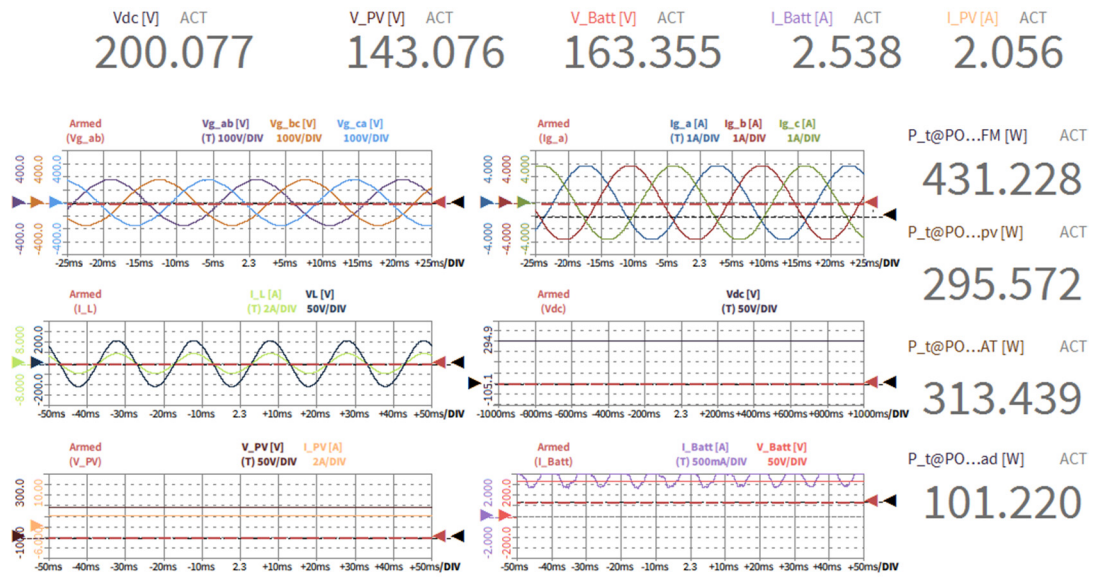 Vdc [V] ACT V_PV [V] ACT V_Batt [V] ACT I_Batt [A] ACT I_PV [A] ACT
200.077 143.076 163.355 2.538 2.056
Armed
(Vg_ab)
Vg_ab [V] Vg_bc [V] Vg_ca [V]
(T) 100V/DIV 100V/DIV 100V/DIV
400.0 400.0 400.0
-400.0 -400.0 -400.0
-25ms -20ms -15ms -10ms -5ms 2.3 +5ms +10ms +15ms +20ms +25ms/DIV
Armed
(Ig_a)
Ig_a [A] Ig_b [A] Ig_c [A]
(T) 1A/DIV 1A/DIV 1A/DIV
4.000 4.000 4.000
-4.000 -4.000 -4.000
-25ms -20ms -15ms -10ms -5ms 2.3 +5ms +10ms +15ms +20ms +25ms/DIV
P_t@PO...FM [W] ACT
431.228
P_t@PO...pv [W] ACT
295.572
Armed
(I_L)
I_L [A] VL [V]
(T) 2A/DIV 50V/DIV
8.000 200.0
-8.000 -200.0
-50ms -40ms -30ms -20ms -10ms 2.3 +10ms +20ms +30ms +40ms +50ms/DIV
Armed
(Vdc)
Vdc [V]
(T) 50V/DIV
294.9
-105.1
-1000ms -800ms -600ms -400ms -200ms 2.3 +200ms +400ms +600ms +800ms +1000ms/DIV
P_t@PO...AT [W] ACT
313.439
Armed
(V_PV)
V_PV [V] I_PV [A]
(T) 50V/DIV 2A/DIV
300.0 10.00
-50ms -40ms -30ms -20ms -10ms 2.3 +10ms +20ms +30ms +40ms +50ms/DIV
Armed
(I_Batt)
I_Batt [A] V_Batt [V]
(T) 500mA/DIV 50V/DIV
2.000 200.0
-2.000 -200.0
-50ms -40ms -30ms -20ms -10ms 2.3 +10ms +20ms +30ms +40ms +50ms/DIV
P_t@PO...ad [W] ACT
101.220